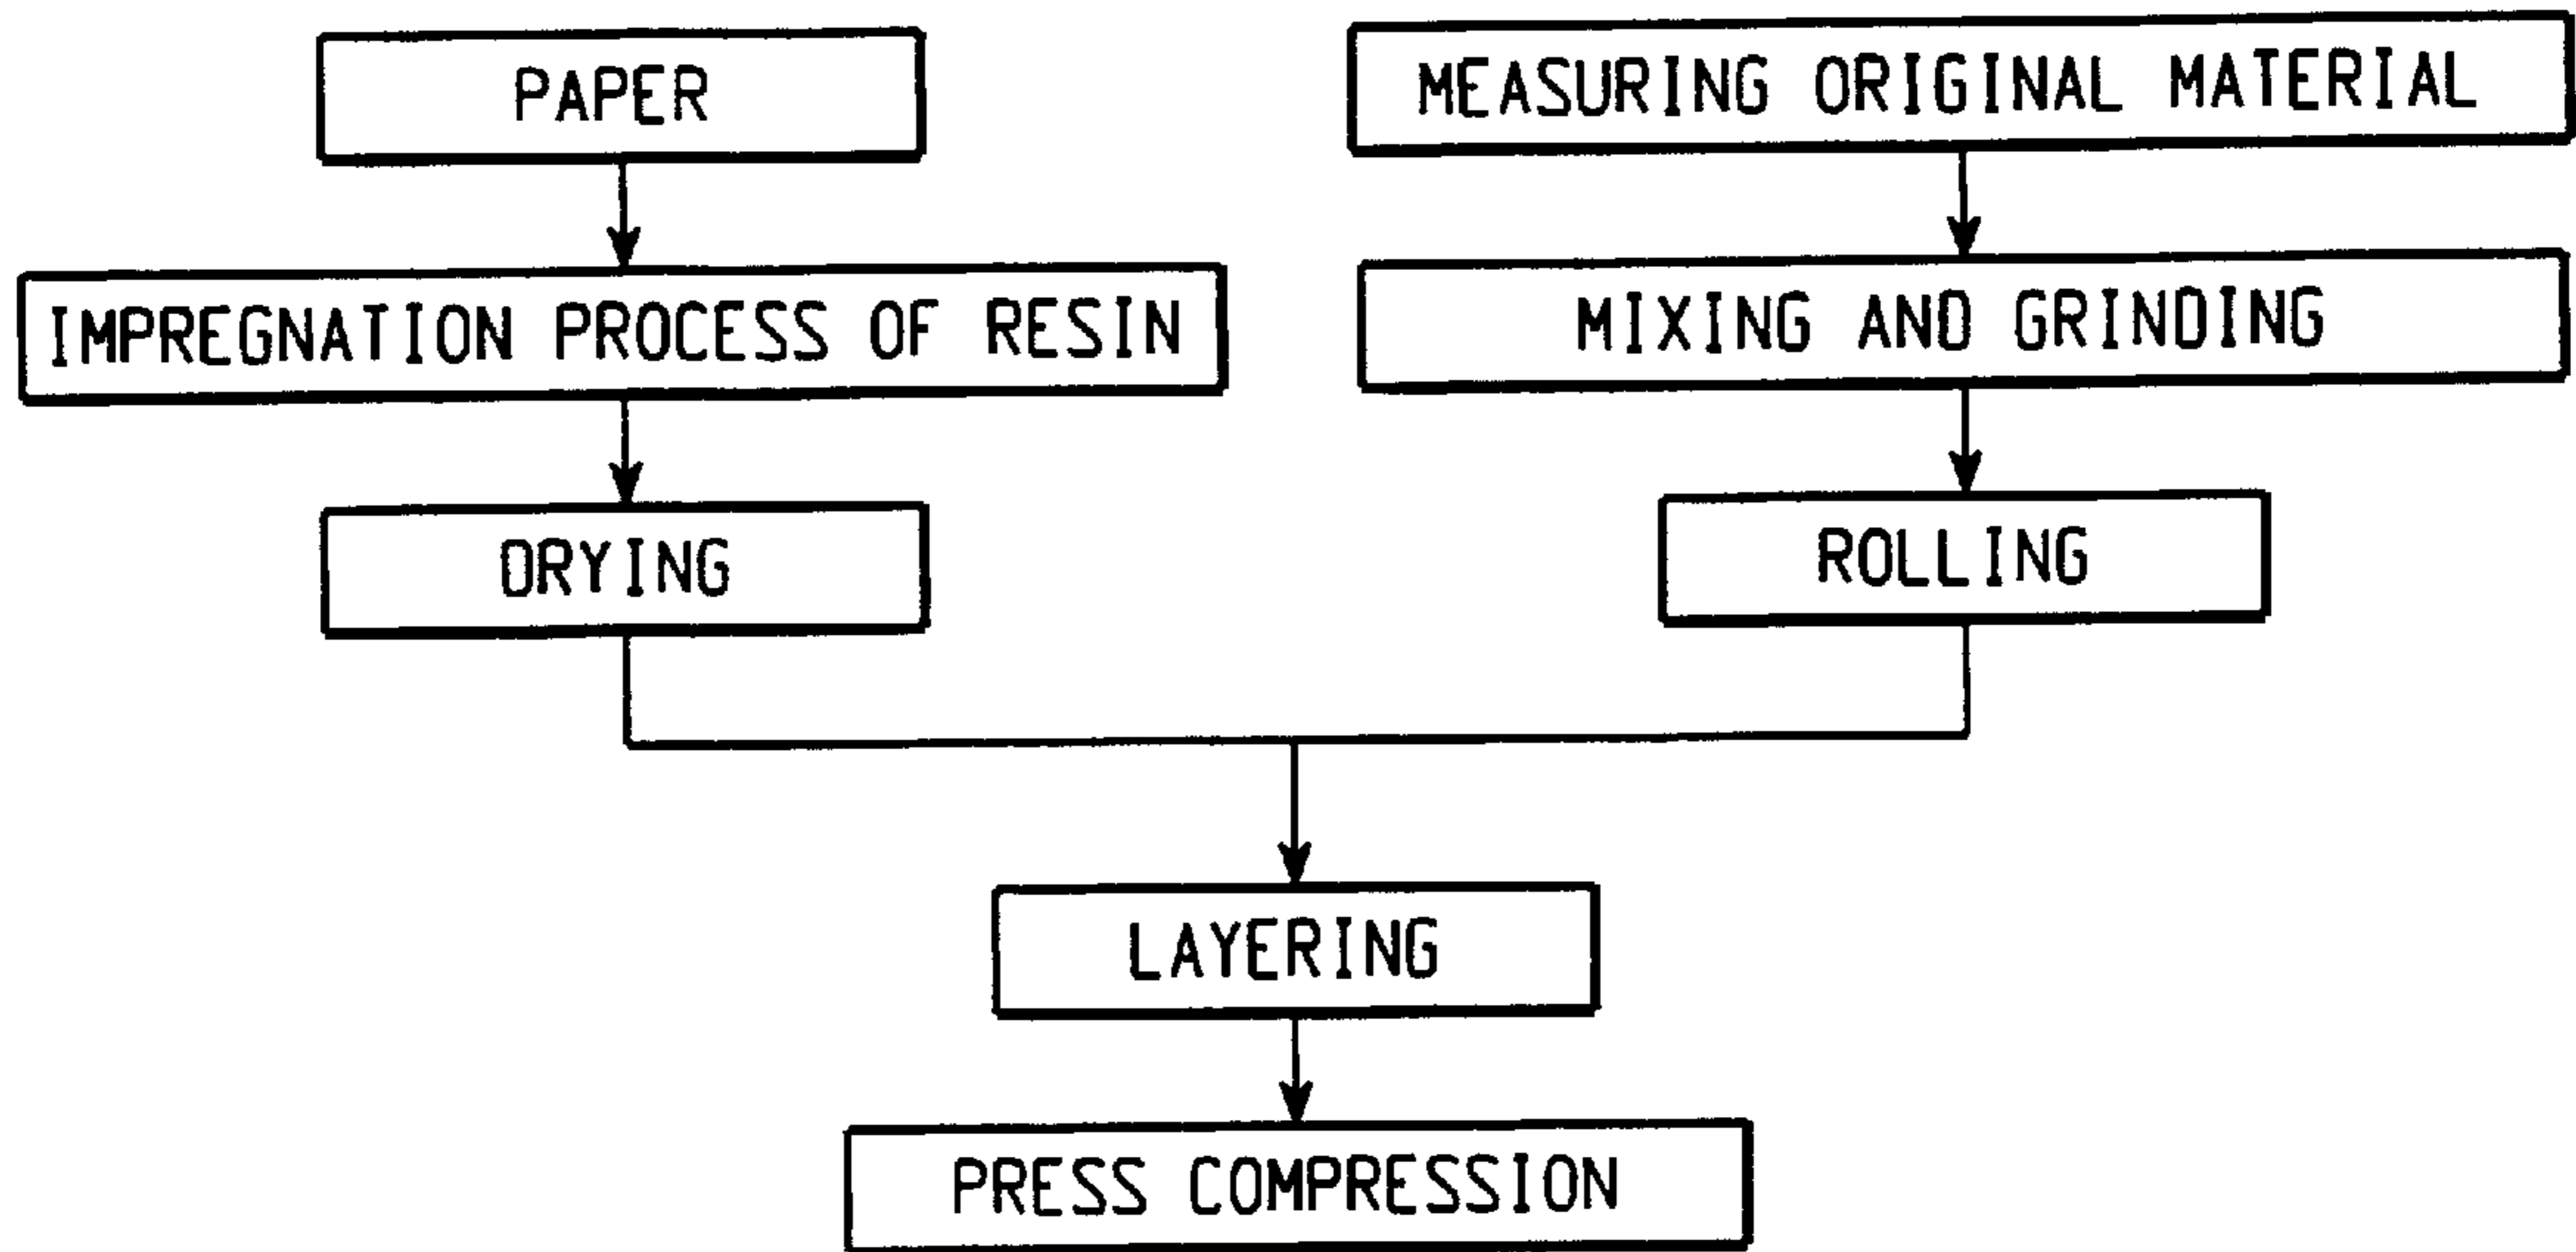 PAPER
MEASURING ORIGINAL MATERIAL
IMPREGNATION PROCESS OF RESIN
MIXING AND GRINDING
DRYING
ROLLING
LAYERING
PRESS COMPRESSION